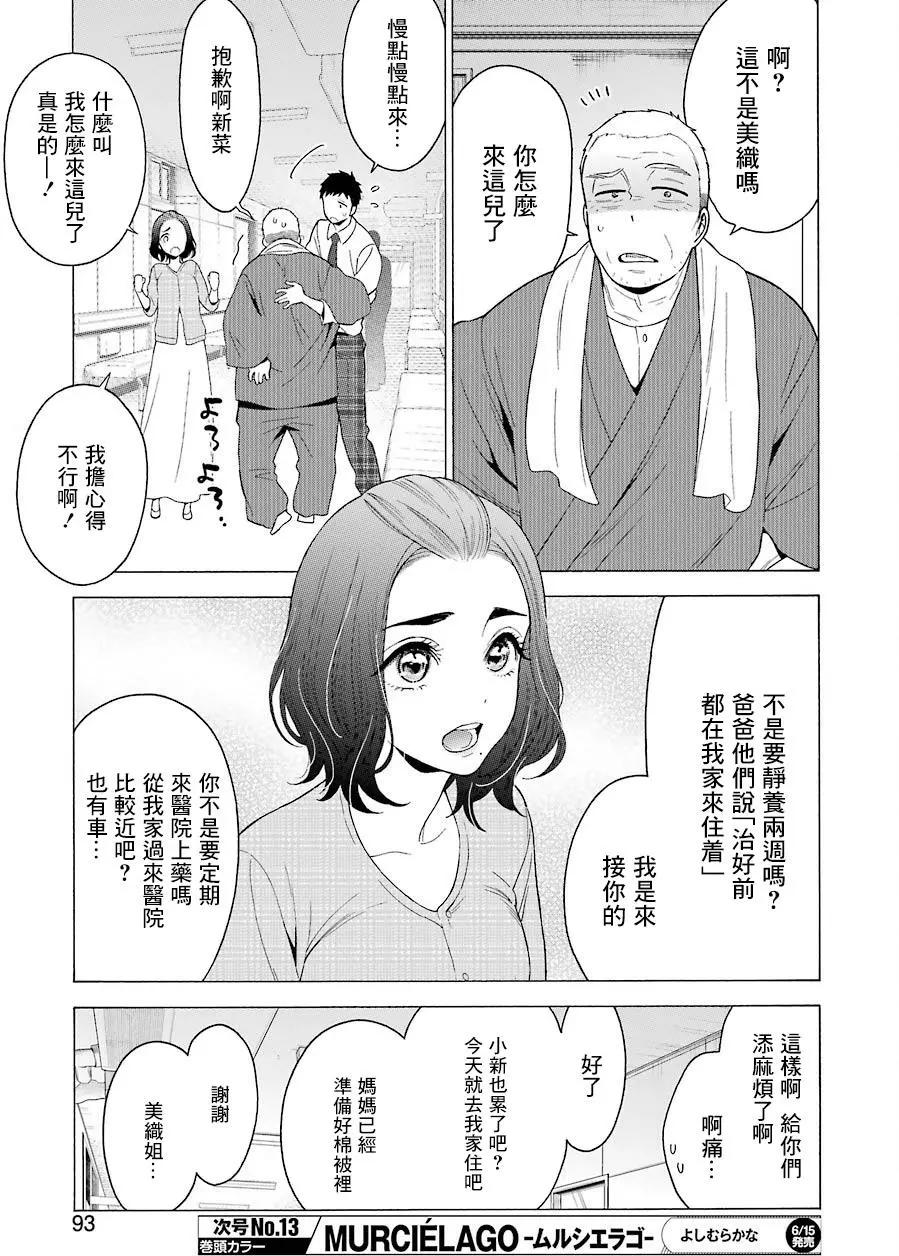 啊？
這不是美織嗎
你怎麼
來這兒了
慢點慢點來…
抱歉啊新菜
什麼叫
我怎麼來這兒了
真是的—！
よろよろ…
我擔心得
不行啊！
不是要靜養兩週嗎？
爸爸他們說「治好前
都在我家來住着」
我是來
接你的
你不是要定期
來醫院上藥嗎
從我家過來醫院
比較近吧？
也有車…
這樣啊 給你們
添麻煩了啊
啊痛…
好了
小新也累了吧？
今天就去我家住吧
媽媽已經
準備好棉被裡
謝謝
美織姐…
93
次号No.13
巻頭カラー
MURCIÉLAGO -ムルシエラゴ-
よしむらかな
6/15
発売